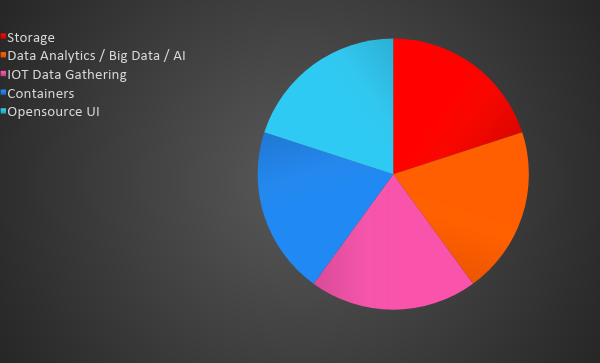 Storage
Data Analytics / Big Data / AI
IOT Data Gathering
Containers
Opensource UI